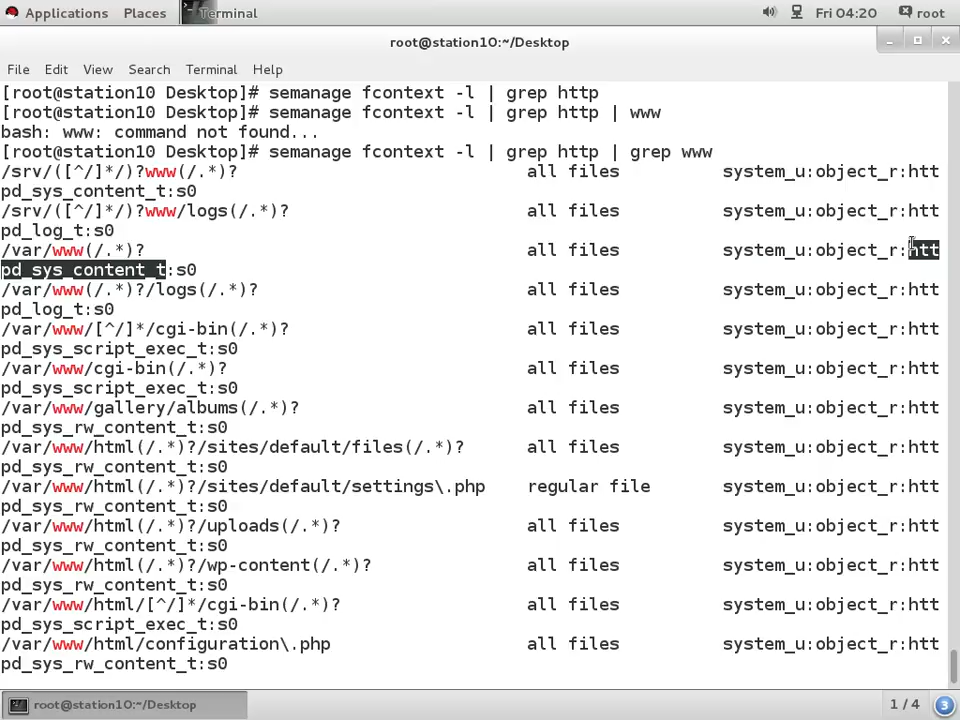 Applications Places Terminal Fri 04:20 root
root@station10:~/Desktop
File Edit View Search Terminal Help
[root@station10 Desktop]# semanage fcontext -l | grep http
[root@station10 Desktop]# semanage fcontext -l | grep http | www
bash: www: command not found...
[root@station10 Desktop]# semanage fcontext -l | grep http | grep www
/srv/([^/]*/)?www(/.*)? all files system_u:object_r:htt
pd_sys_content_t:s0
/srv/([^/]*/)?www/logs(/.*)? all files system_u:object_r:htt
pd_log_t:s0
/var/www(/.*)? all files system_u:object_r:htt
pd_sys_content_t:s0
/var/www(/.*)?/logs(/.*)? all files system_u:object_r:htt
pd_log_t:s0
/var/www/[^/]*/cgi-bin(/.*)? all files system_u:object_r:htt
pd_sys_script_exec_t:s0
/var/www/cgi-bin(/.*)? all files system_u:object_r:htt
pd_sys_script_exec_t:s0
/var/www/gallery/albums(/.*)? all files system_u:object_r:htt
pd_sys_rw_content_t:s0
/var/www/html(/.*)?/sites/default/files(/.*)? all files system_u:object_r:htt
pd_sys_rw_content_t:s0
/var/www/html(/.*)?/sites/default/settings\.php regular file system_u:object_r:htt
pd_sys_rw_content_t:s0
/var/www/html(/.*)?/uploads(/.*)? all files system_u:object_r:htt
pd_sys_rw_content_t:s0
/var/www/html(/.*)?/wp-content(/.*)? all files system_u:object_r:htt
pd_sys_rw_content_t:s0
/var/www/html/[^/]*/cgi-bin(/.*)? all files system_u:object_r:htt
pd_sys_script_exec_t:s0
/var/www/html/configuration\.php all files system_u:object_r:htt
pd_sys_rw_content_t:s0
root@station10:~/Desktop 1 / 4 3